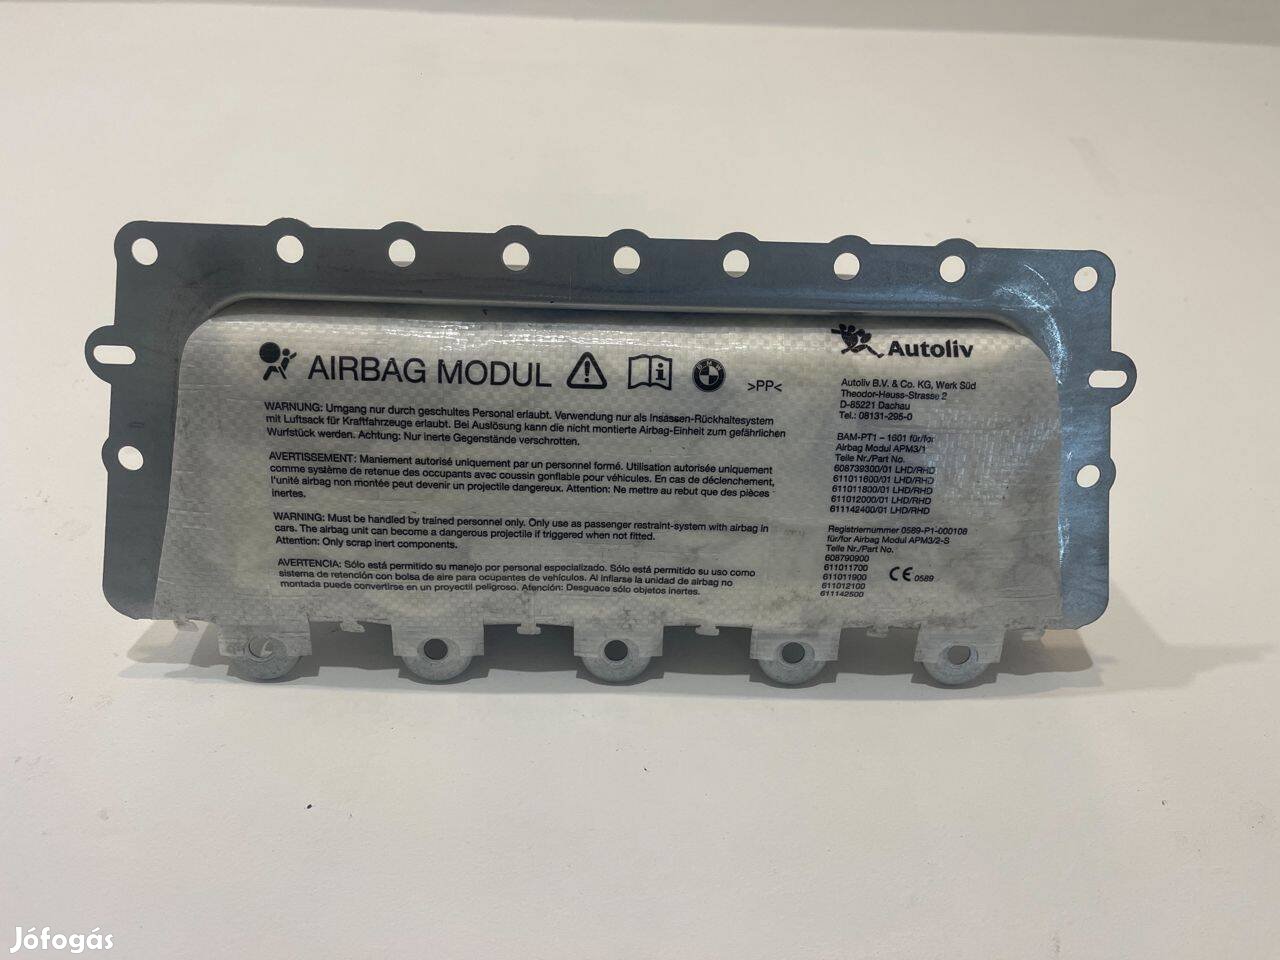 AIRBAG MODUL
BMW
>PP<
WARNUNG: Umgang nur durch geschultes Personal erlaubt. Verwendung nur als Insassen-Rückhaltesystem
mit Luftsack für Kraftfahrzeuge erlaubt. Bei Auslösung kann die nicht montierte Airbag-Einheit zum gefährlichen
Wurfstück werden. Achtung: Nur inerte Gegenstände verschrotten.
AVERTISSEMENT: Maniement autorisé uniquement par un personnel formé. Utilisation autorisée uniquement
comme système de retenue des occupants avec coussin gonflable pour véhicules. En cas de déclenchement,
l'unité airbag non montée peut devenir un projectile dangereux. Attention: Ne mettre au rebut que des pièces
inertes.
WARNING: Must be handled by trained personnel only. Only use as passenger restraint-system with airbag in
cars. The airbag unit can become a dangerous projectile if triggered when not fitted.
Attention: Only scrap inert components.
AVERTENCIA: Sólo está permitido su manejo por personal especializado. Sólo está permitido su uso como
sistema de retención con bolsa de aire para ocupantes de vehículos. Al inflarse la unidad de airbag no
montada puede convertirse en un proyectil peligroso. Atención: Desguace sólo objetos inertes.
Autoliv
Autoliv B.V. & Co. KG, Werk Süd
Theodor-Heuss-Strasse 2
D-85221 Dachau
Tel.: 08131-295-0
BAM-PT1 – 1601 für/for
Airbag Modul APM3/1
Teile Nr./Part No.
608739300/01 LHD/RHD
611011600/01 LHD/RHD
611011800/01 LHD/RHD
611012000/01 LHD/RHD
611142400/01 LHD/RHD
Registriernummer 0589-P1-000108
für/for Airbag Modul APM3/2-S
Teile Nr./Part No.
608790900
611011700
611011900
611012100
611142500
CE 0589
Jófogás